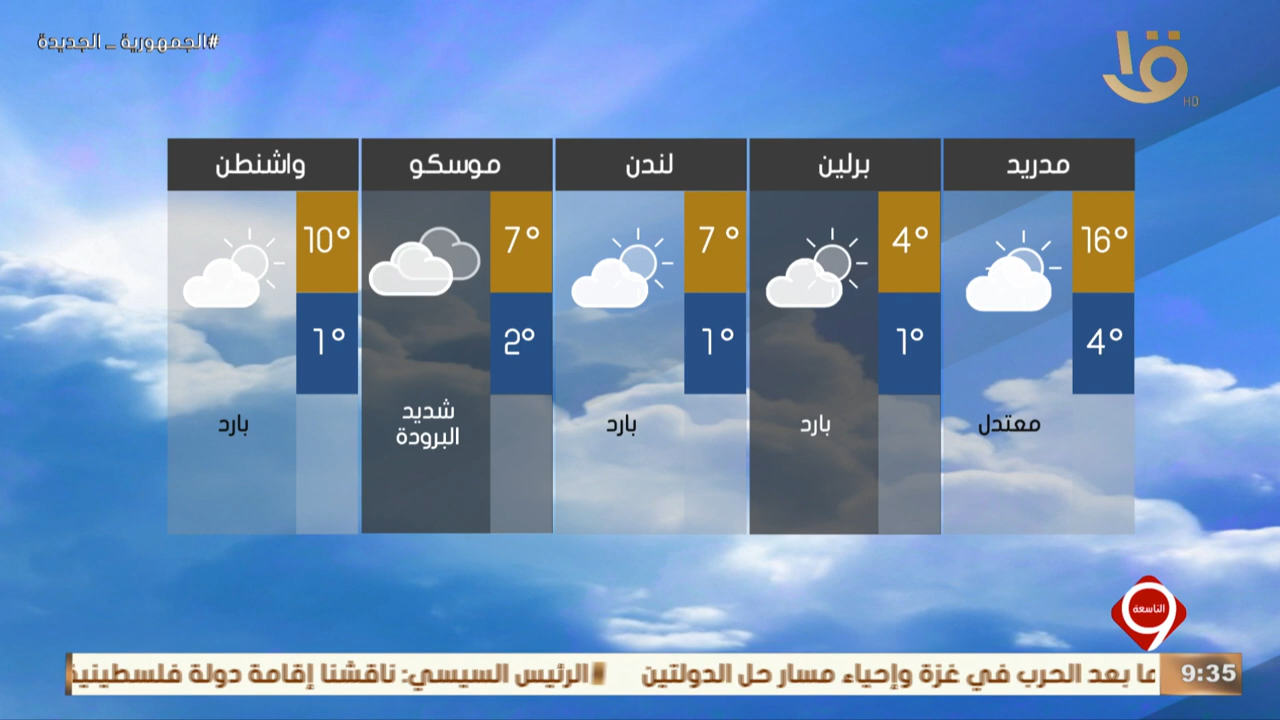 #الجمهورية_الجديدة
HD
مدريد
16°
4°
معتدل
برلين
4°
1°
بارد
لندن
7°
1°
بارد
موسكو
7°
2°
شديد
البرودة
واشنطن
10°
1°
بارد
التاسعة
9
9:35
ما بعد الحرب في غزة وإحياء مسار حل الدولتين
الرئيس السيسي: ناقشنا إقامة دولة